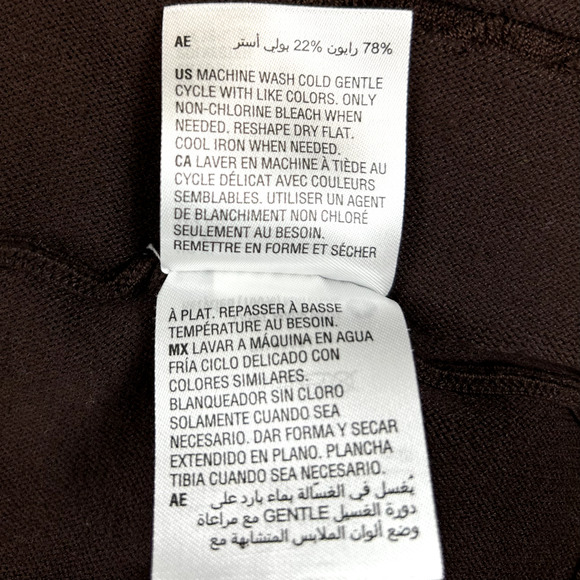 AE 78% رايون 22% بولي أستر
US MACHINE WASH COLD GENTLE
CYCLE WITH LIKE COLORS. ONLY
NON-CHLORINE BLEACH WHEN
NEEDED. RESHAPE DRY FLAT.
COOL IRON WHEN NEEDED.
CA LAVER EN MACHINE À TIÈDE AU
CYCLE DÉLICAT AVEC COULEURS
SEMBLABLES. UTILISER UN AGENT
DE BLANCHIMENT NON CHLORÉ
SEULEMENT AU BESOIN.
REMETTRE EN FORME ET SÉCHER
À PLAT. REPASSER À BASSE
TEMPÉRATURE AU BESOIN.
MX LAVAR A MÁQUINA EN AGUA
FRÍA CICLO DELICADO CON
COLORES SIMILARES.
BLANQUEADOR SIN CLORO
SOLAMENTE CUANDO SEA
NECESARIO. DAR FORMA Y SECAR
EXTENDIDO EN PLANO. PLANCHA
TIBIA CUANDO SEA NECESARIO.
AE يُغسل في الغسّالة بماء بارد على
دورة الغسيل GENTLE مع مراعاة
وضع ألوان الملابس المتشابهة مع